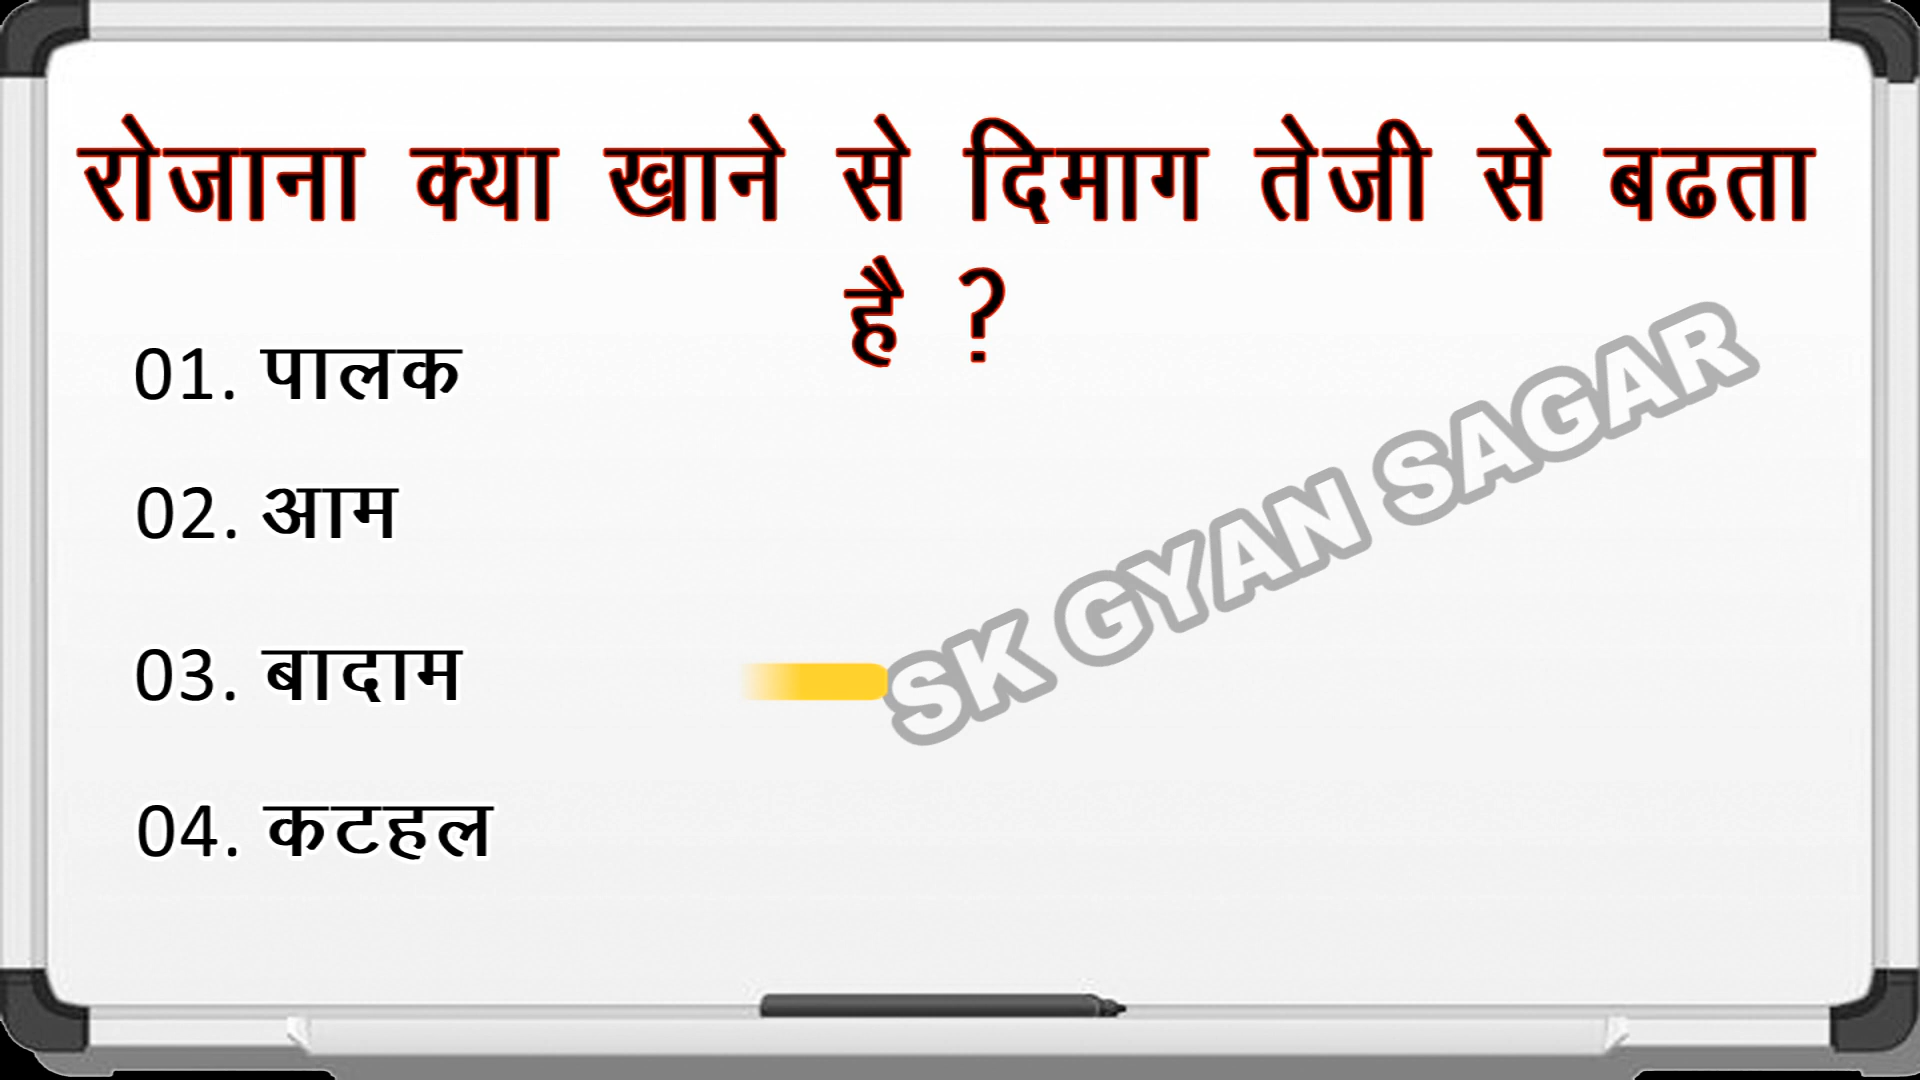 रोजाना क्या खाने से दिमाग तेजी से बढता
है ?
01. पालक
02. आम
03. बादाम
04. कटहल
SK GYAN SAGAR